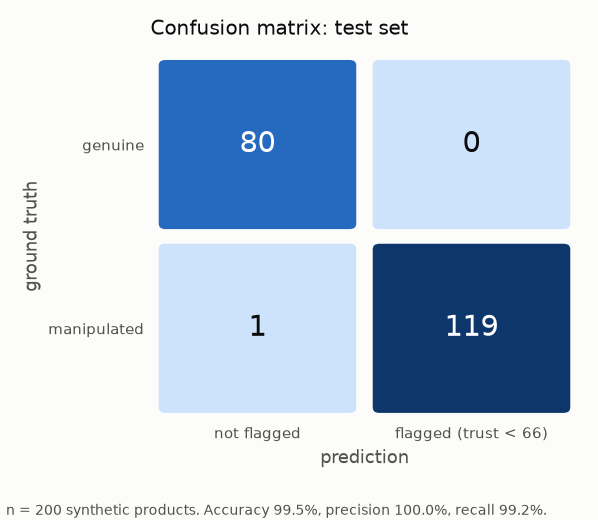 Confusion matrix: test set
ground truth
genuine
80
0
manipulated
1
119
not flagged
flagged (trust < 66)
prediction
n = 200 synthetic products. Accuracy 99.5%, precision 100.0%, recall 99.2%.